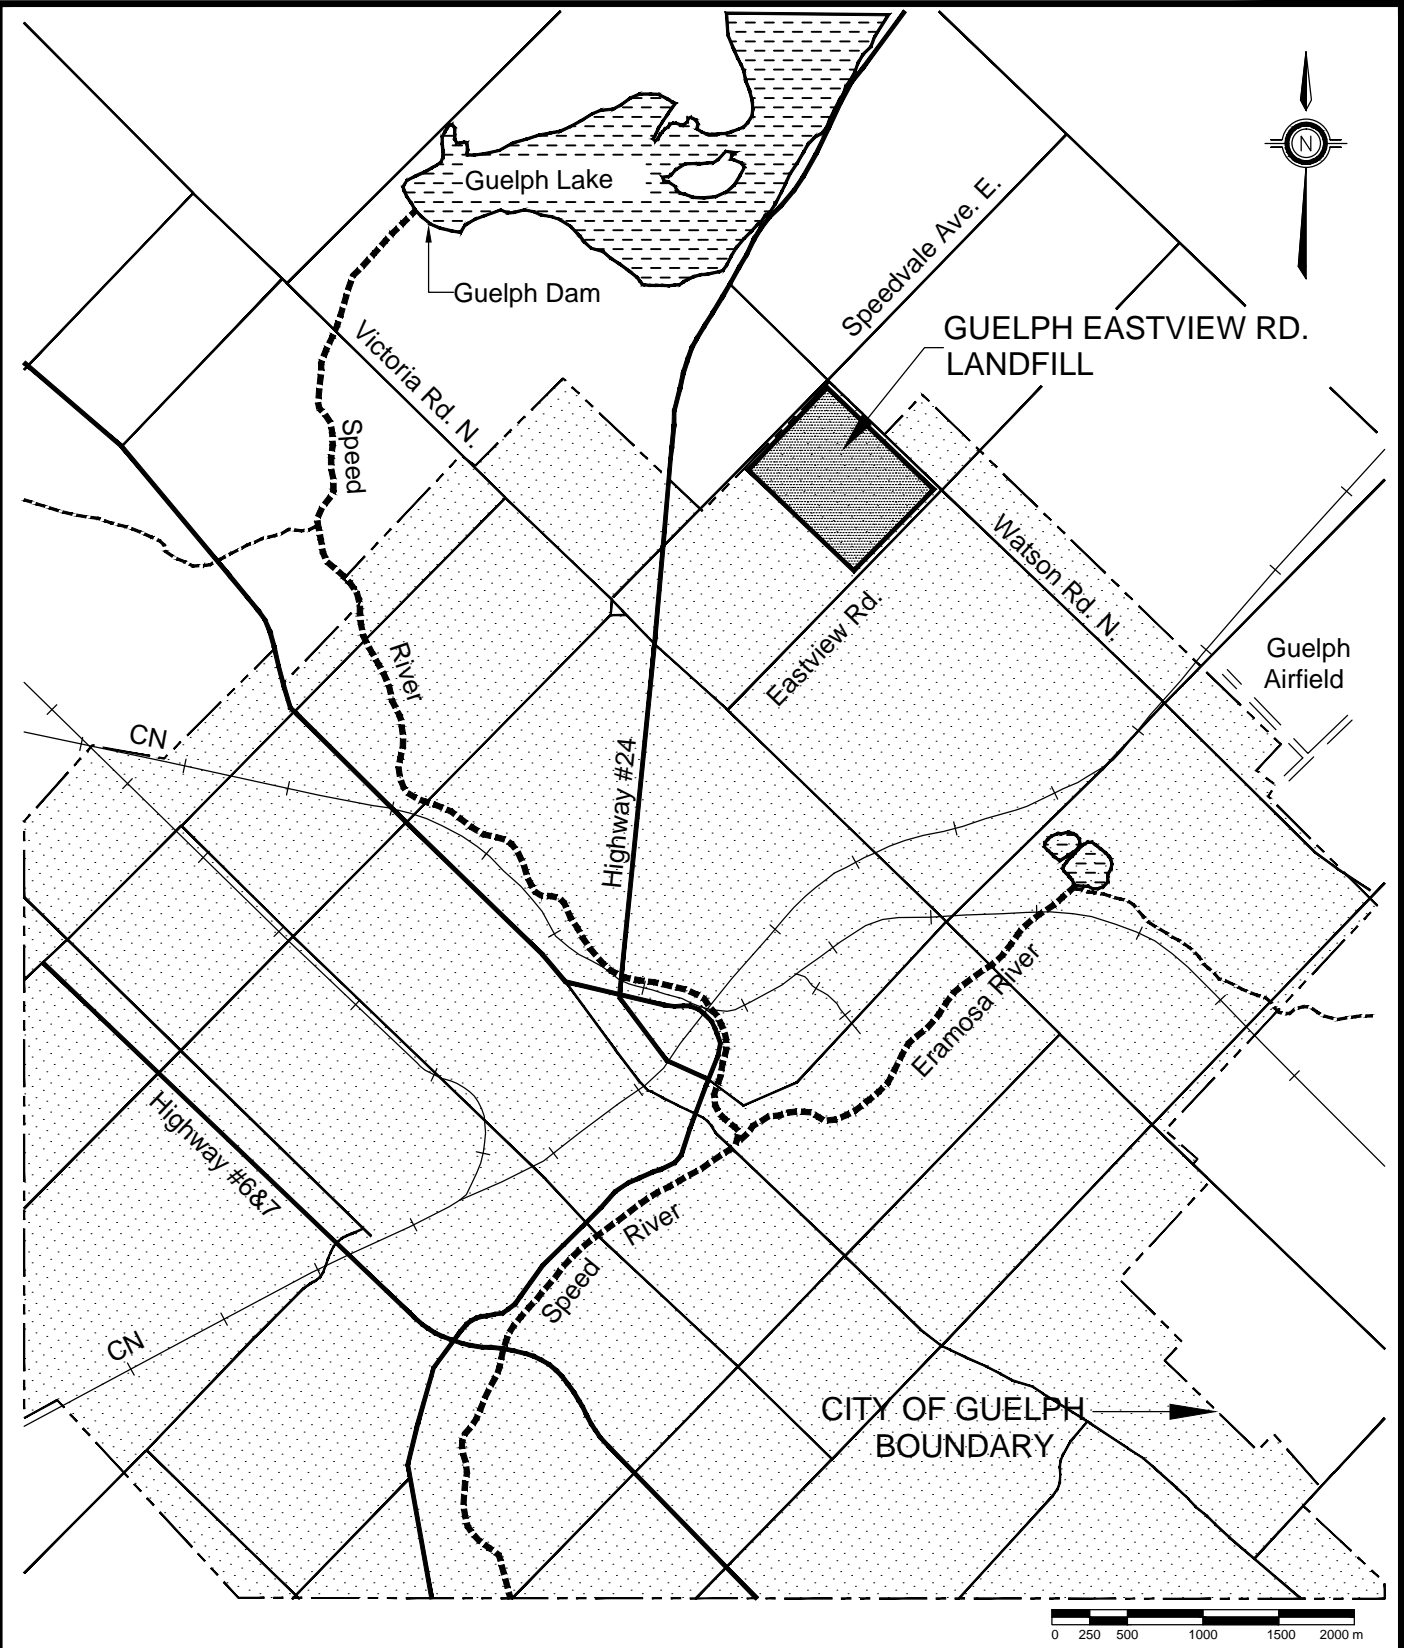 N
Guelph Lake
Guelph Dam
Speedvale Ave. E.
GUELPH EASTVIEW RD.
LANDFILL
Victoria Rd. N.
Speed
River
Watson Rd. N.
Eastview Rd.
Guelph
Airfield
CN
Highway #24
Eramosa River
Highway #6&7
River
Speed
CN
CITY OF GUELPH
BOUNDARY
0 250 500 1000 1500 2000 m